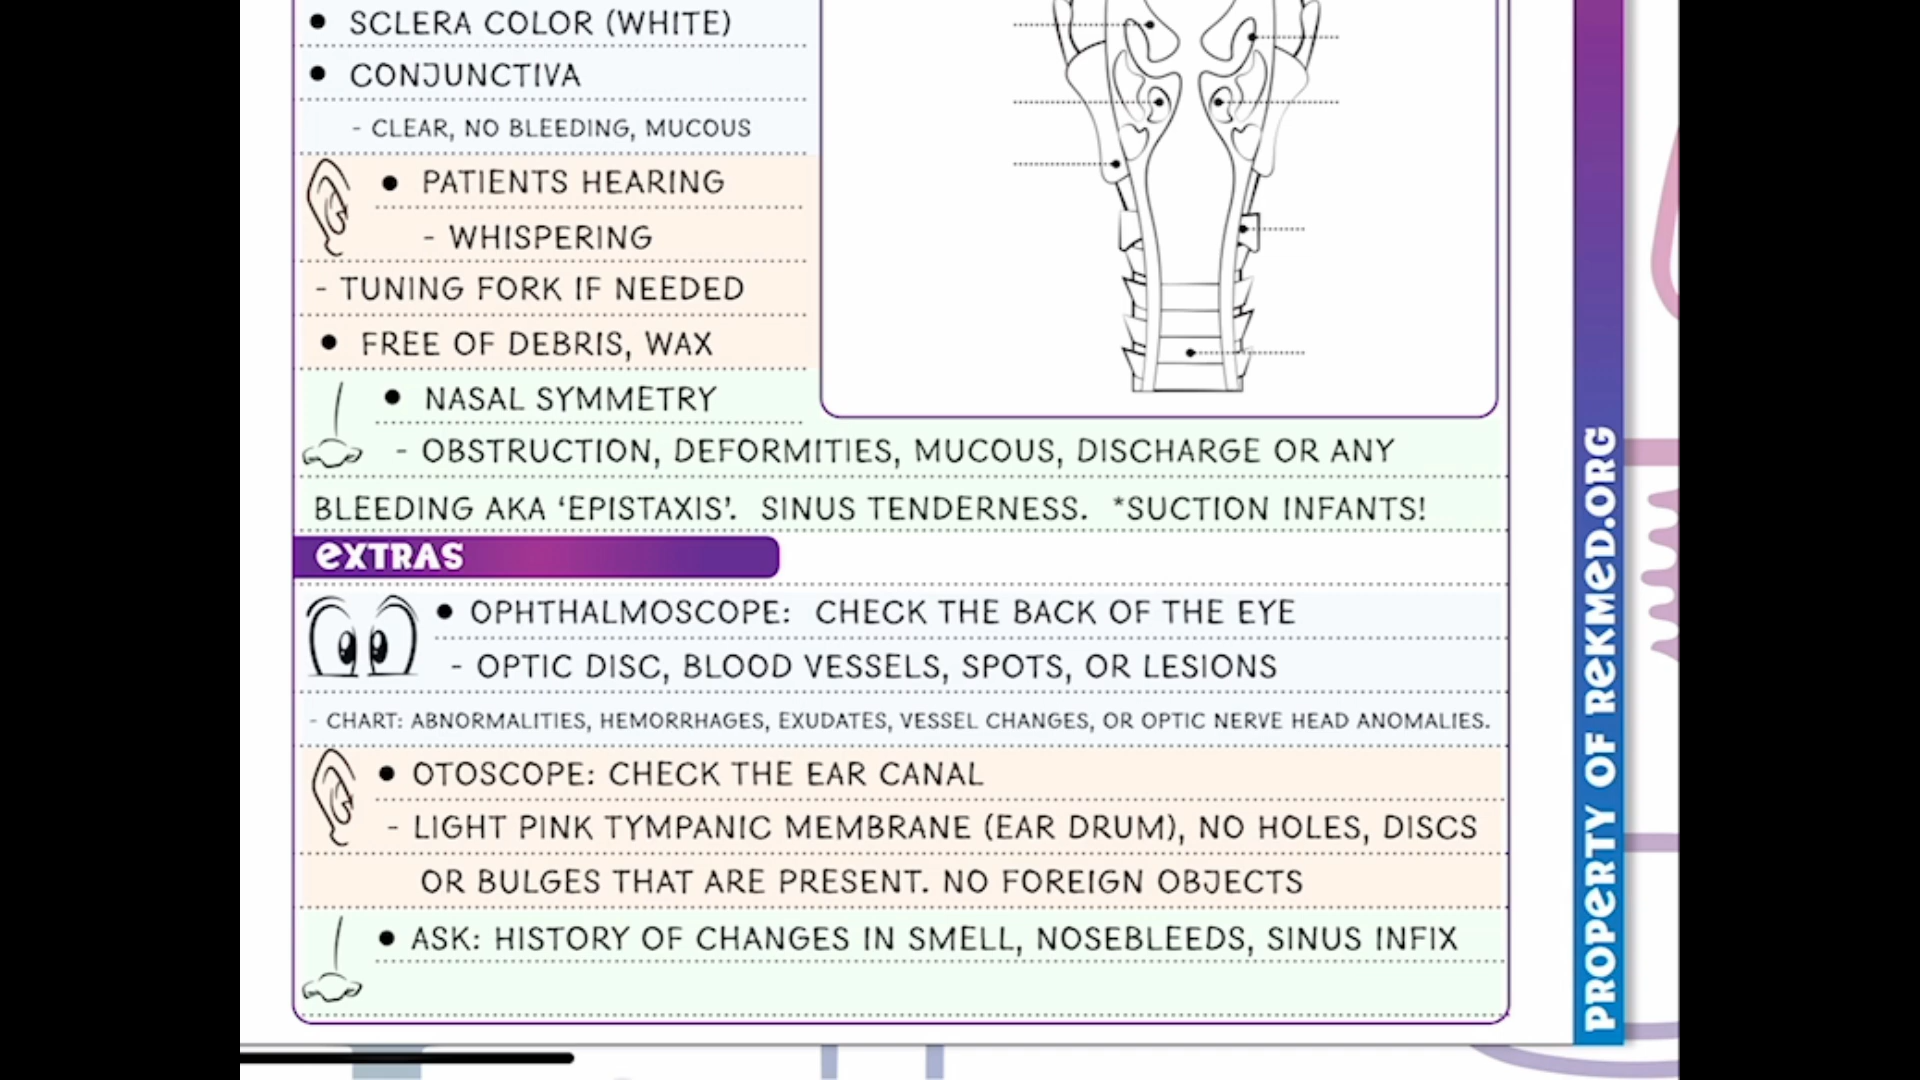 • SCLERA COLOR (WHITE)
• CONJUNCTIVA
- CLEAR, NO BLEEDING, MUCOUS
• PATIENTS HEARING
- WHISPERING
- TUNING FORK IF NEEDED
• FREE OF DEBRIS, WAX
• NASAL SYMMETRY
- OBSTRUCTION, DEFORMITIES, MUCOUS, DISCHARGE OR ANY
BLEEDING AKA ‘EPISTAXIS’. SINUS TENDERNESS. *SUCTION INFANTS!
EXTRAS
• OPHTHALMOSCOPE: CHECK THE BACK OF THE EYE
- OPTIC DISC, BLOOD VESSELS, SPOTS, OR LESIONS
- CHART: ABNORMALITIES, HEMORRHAGES, EXUDATES, VESSEL CHANGES, OR OPTIC NERVE HEAD ANOMALIES.
• OTOSCOPE: CHECK THE EAR CANAL
- LIGHT PINK TYMPANIC MEMBRANE (EAR DRUM), NO HOLES, DISCS
OR BULGES THAT ARE PRESENT. NO FOREIGN OBJECTS
• ASK: HISTORY OF CHANGES IN SMELL, NOSEBLEEDS, SINUS INFIX
PROPERTY OF REKMED.ORG